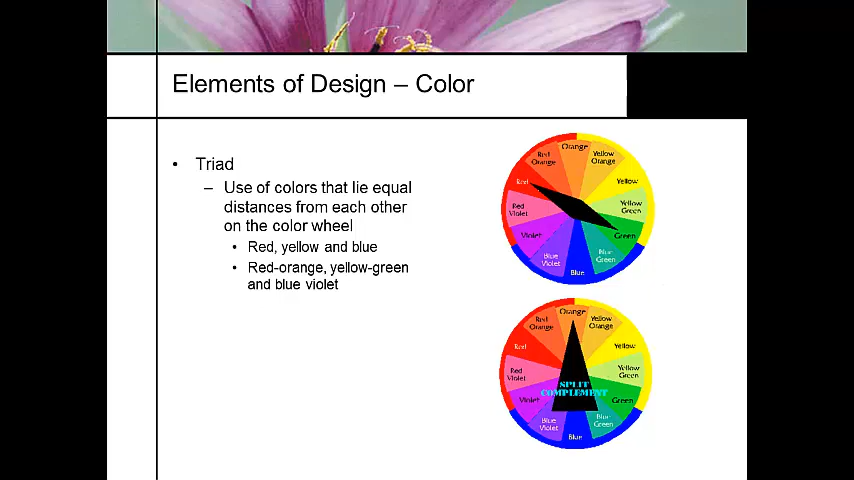 Elements of Design – Color
• Triad
– Use of colors that lie equal
distances from each other
on the color wheel
• Red, yellow and blue
• Red-orange, yellow-green
and blue violet
Orange
Yellow
Orange
Yellow
Yellow
Green
Green
Blue
Green
Blue
Blue
Violet
Violet
Red
Violet
Red
Red
Orange
Orange
Yellow
Orange
Yellow
Yellow
Green
Green
Blue
Green
Blue
Blue
Violet
Violet
Red
Violet
Red
Red
Orange
SPLIT
COMPLEMENT